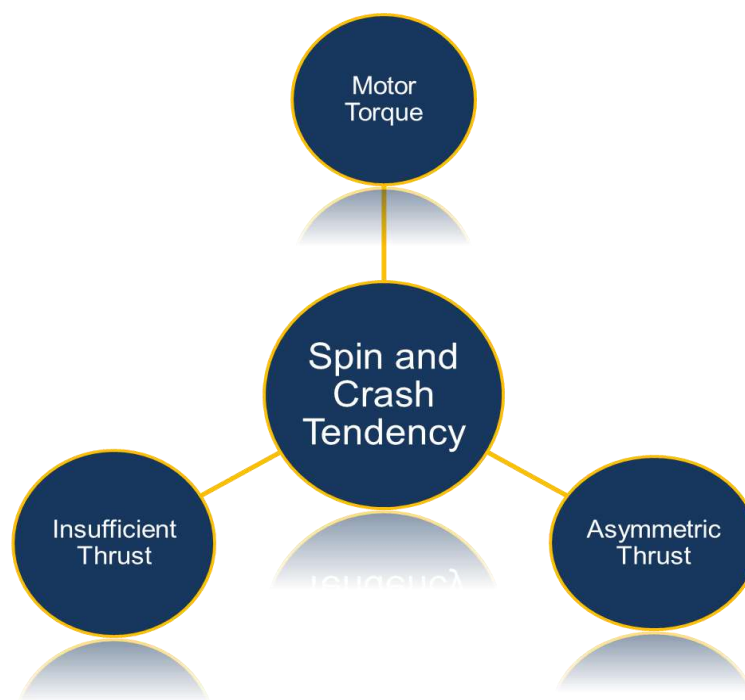 Motor
Torque
Spin and
Crash
Tendency
Insufficient
Thrust
Asymmetric
Thrust